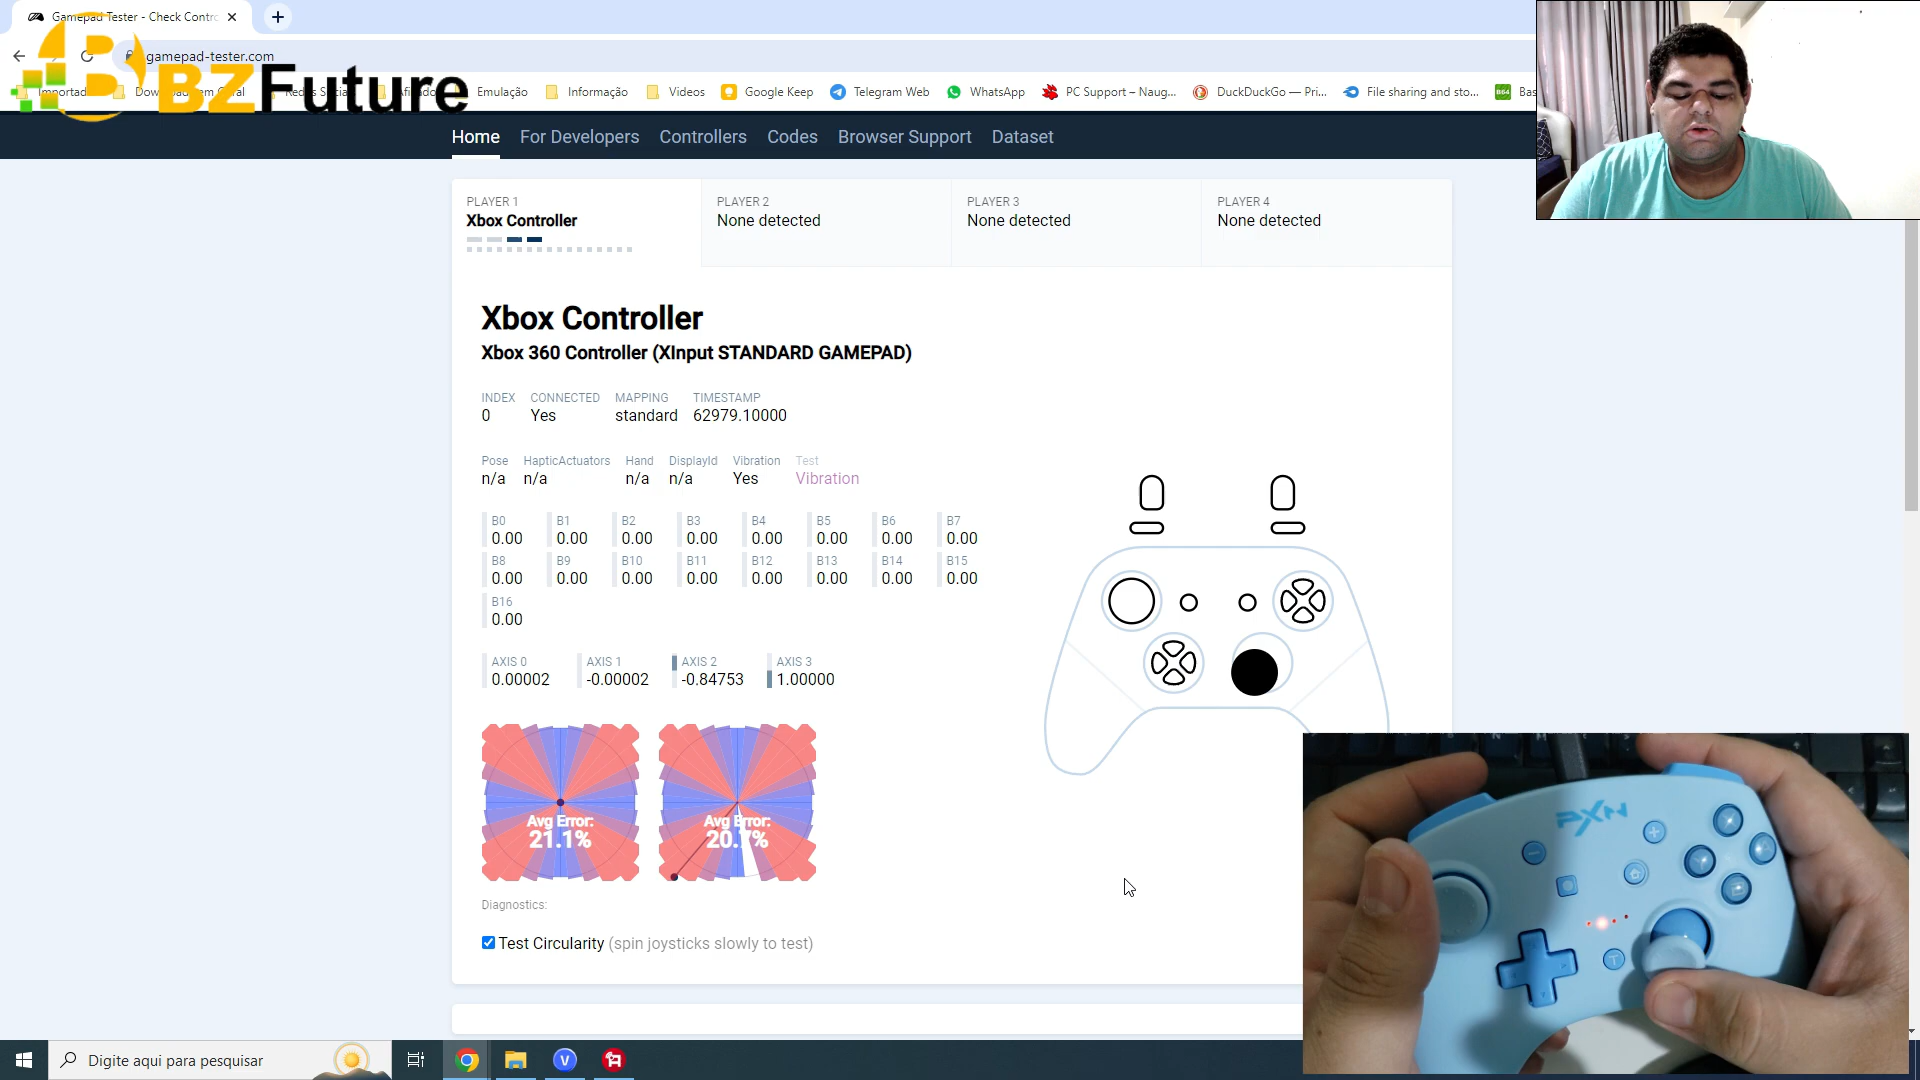 Gamepad Tester - Check Contro
gamepad-tester.com
BZFuture
Emulação
Informação
Videos
Google Keep
Telegram Web
WhatsApp
PC Support – Naug...
DuckDuckGo — Pri...
File sharing and sto...
B64
Bas
Home
For Developers
Controllers
Codes
Browser Support
Dataset
PLAYER 1
Xbox Controller
PLAYER 2
None detected
PLAYER 3
None detected
PLAYER 4
None detected
Xbox Controller
Xbox 360 Controller (XInput STANDARD GAMEPAD)
INDEX CONNECTED MAPPING TIMESTAMP
0 Yes standard 62979.10000
Pose HapticActuators Hand DisplayId Vibration Test
n/a n/a n/a n/a Yes Vibration
B0 B1 B2 B3 B4 B5 B6 B7
0.00 0.00 0.00 0.00 0.00 0.00 0.00 0.00
B8 B9 B10 B11 B12 B13 B14 B15
0.00 0.00 0.00 0.00 0.00 0.00 0.00 0.00
B16
0.00
AXIS 0 AXIS 1 AXIS 2 AXIS 3
0.00002 -0.00002 -0.84753 1.00000
Avg Error:
21.1%
Avg Error:
Diagnostics:
Test Circularity (spin joysticks slowly to test)
PXN
Digite aqui para pesquisar
V